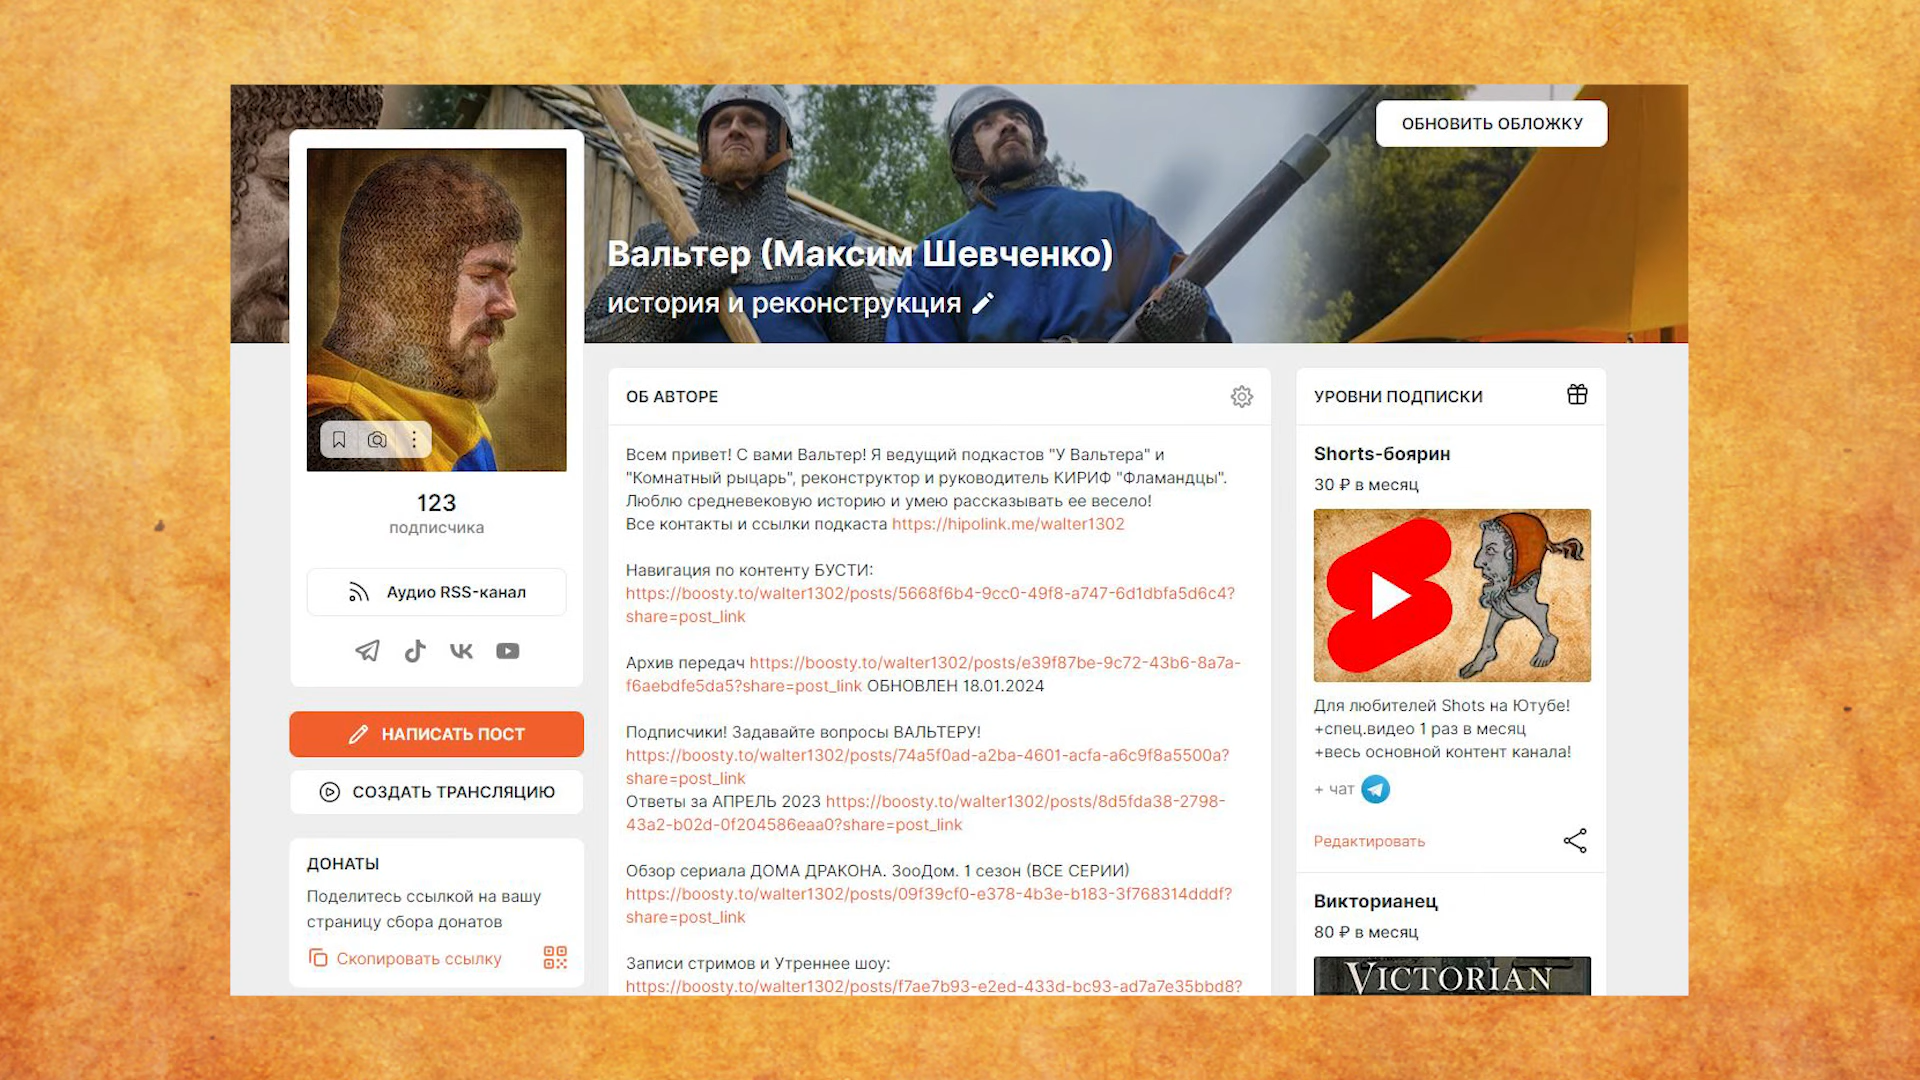 ОБНОВИТЬ ОБЛОЖКУ
Вальтер (Максим Шевченко)
история и реконструкция
123
подписчика
Аудио RSS-канал
НАПИСАТЬ ПОСТ
СОЗДАТЬ ТРАНСЛЯЦИЮ
ДОНАТЫ
Поделитесь ссылкой на вашу
страницу сбора донатов
Скопировать ссылку
ОБ АВТОРЕ
Всем привет! С вами Вальтер! Я ведущий подкастов "У Вальтера" и
"Комнатный рыцарь", реконструктор и руководитель КИРИФ "Фламандцы".
Люблю средневековую историю и умею рассказывать ее весело!
Все контакты и ссылки подкаста https://hipolink.me/walter1302
Навигация по контенту БУСТИ:
https://boosty.to/walter1302/posts/5668f6b4-9cc0-49f8-a747-6d1dbfa5d6c4?
share=post_link
Архив передач https://boosty.to/walter1302/posts/e39f87be-9c72-43b6-8a7a-
f6aebdfe5da5?share=post_link ОБНОВЛЕН 18.01.2024
Подписчики! Задавайте вопросы ВАЛЬТЕРУ!
https://boosty.to/walter1302/posts/74a5f0ad-a2ba-4601-acfa-a6c9f8a5500a?
share=post_link
Ответы за АПРЕЛЬ 2023 https://boosty.to/walter1302/posts/8d5fda38-2798-
43a2-b02d-0f204586eaa0?share=post_link
Обзор сериала ДОМА ДРАКОНА. ЗооДом. 1 сезон (ВСЕ СЕРИИ)
https://boosty.to/walter1302/posts/09f39cf0-e378-4b3e-b183-3f768314dddf?
share=post_link
Записи стримов и Утреннее шоу:
https://boosty.to/walter1302/posts/f7ae7b93-e2ed-433d-bc93-ad7a7e35bbd8?
УРОВНИ ПОДПИСКИ
Shorts-боярин
30 ₽ в месяц
Для любителей Shots на Ютубе!
+спец.видео 1 раз в месяц
+весь основной контент канала!
+ чат
Редактировать
Викторианец
80 ₽ в месяц
VICTORIAN